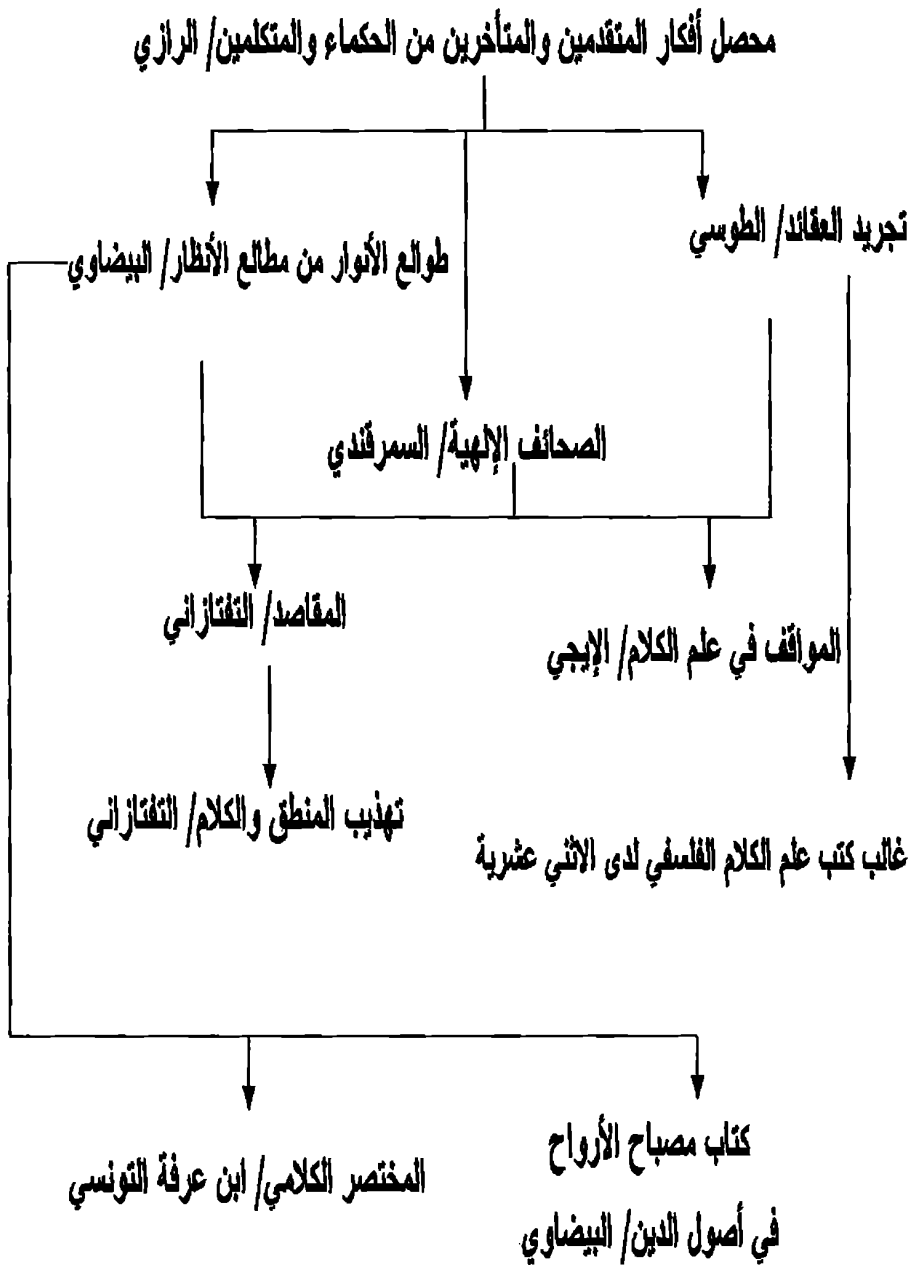 محصل أفكار المتقدمين والمتأخرين من الحكماء والمتكلمين/ الرازي
تجريد العقائد/ الطوسي
طوالع الأنوار من مطالع الأنظار/ البيضاوي
الصحائف الإلهية/ السمرقندي
المقاصد/ التفتازاني
المواقف في علم الكلام/ الإيجي
تهذيب المنطق والكلام/ التفتازاني
غالب كتب علم الكلام الفلسفي لدى الاثني عشرية
كتاب مصباح الأرواح
في أصول الدين/ البيضاوي
المختصر الكلامي/ ابن عرفة التونسي